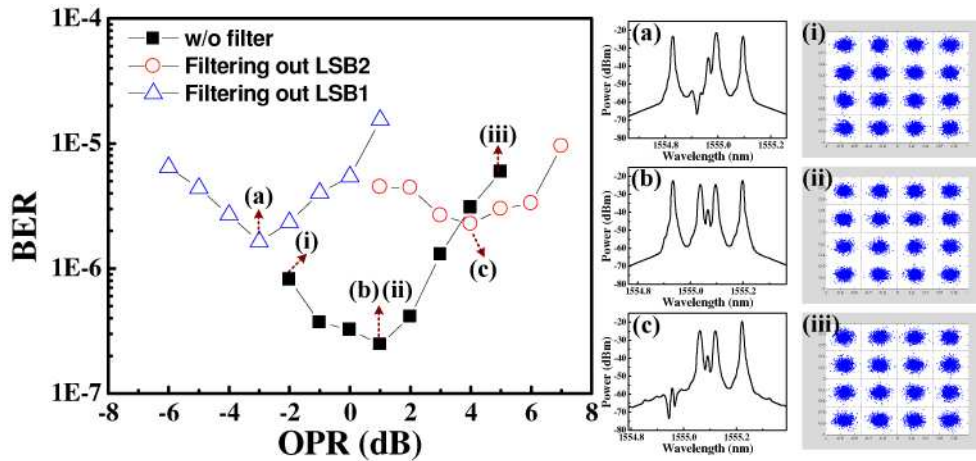 1E-4
1E-5
1E-6
1E-7
BER
w/o filter
Filtering out LSB2
Filtering out LSB1
(a)
(i)
(b)
(ii)
(iii)
(c)
-8 -6 -4 -2 0 2 4 6 8
OPR (dB)
(a)
Power (dBm)
-20
-30
-40
-50
-60
-70
-80
1554.8 1555.0 1555.2
Wavelength (nm)
(b)
Power (dBm)
-20
-30
-40
-50
-60
-70
-80
1554.8 1555.0 1555.2
Wavelength (nm)
(c)
Power (dBm)
-20
-30
-40
-50
-60
-70
-80
1554.8 1555.0 1555.2
Wavelength (nm)
(i)
(ii)
(iii)